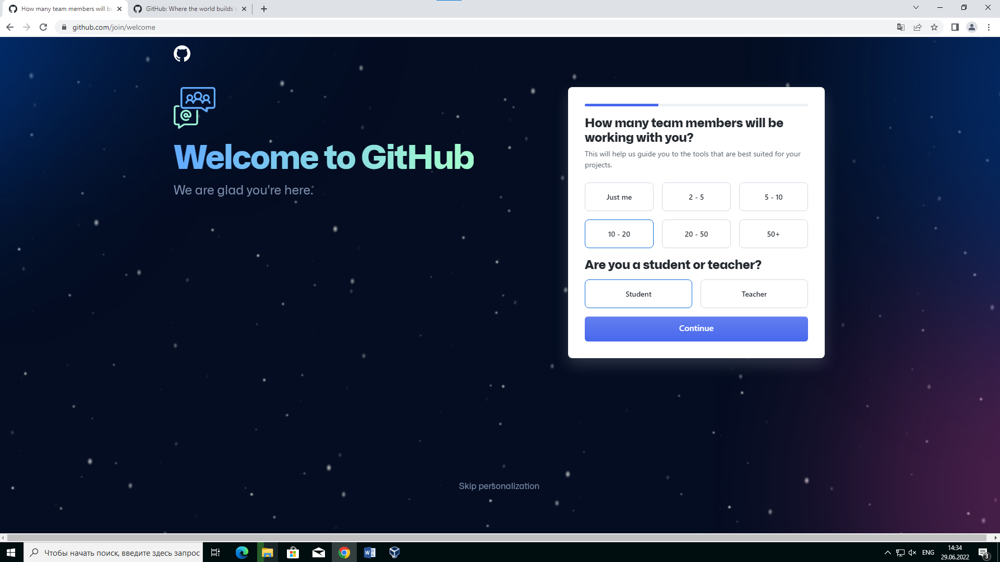 How many team members will be
GitHub: Where the world builds s
github.com/join/welcome
Welcome to GitHub
We are glad you're here.
How many team members will be
working with you?
This will help us guide you to the tools that are best suited for your
projects.
Just me
2 - 5
5 - 10
10 - 20
20 - 50
50+
Are you a student or teacher?
Student
Teacher
Continue
Skip personalization
Чтобы начать поиск, введите здесь запрос
ENG
14:34
29.06.2022
3